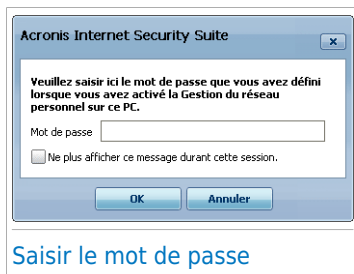 Acronis Internet Security Suite
Veuillez saisir ici le mot de passe que vous avez défini
lorsque vous avez activé la Gestion du réseau
personnel sur ce PC.
Mot de passe
Ne plus afficher ce message durant cette session.
OK Annuler
Saisir le mot de passe